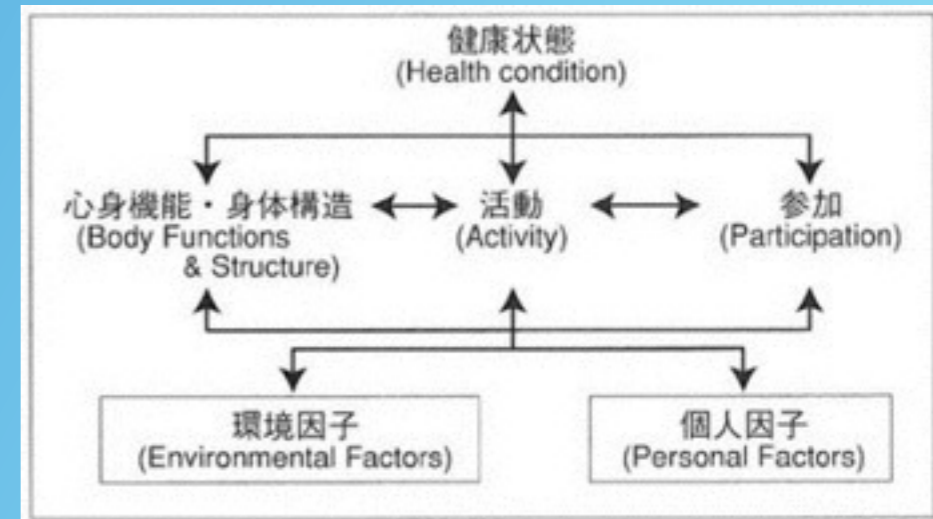 健康状態
(Health condition)
心身機能・身体構造
(Body Functions
& Structure)
活動
(Activity)
参加
(Participation)
環境因子
(Environmental Factors)
個人因子
(Personal Factors)